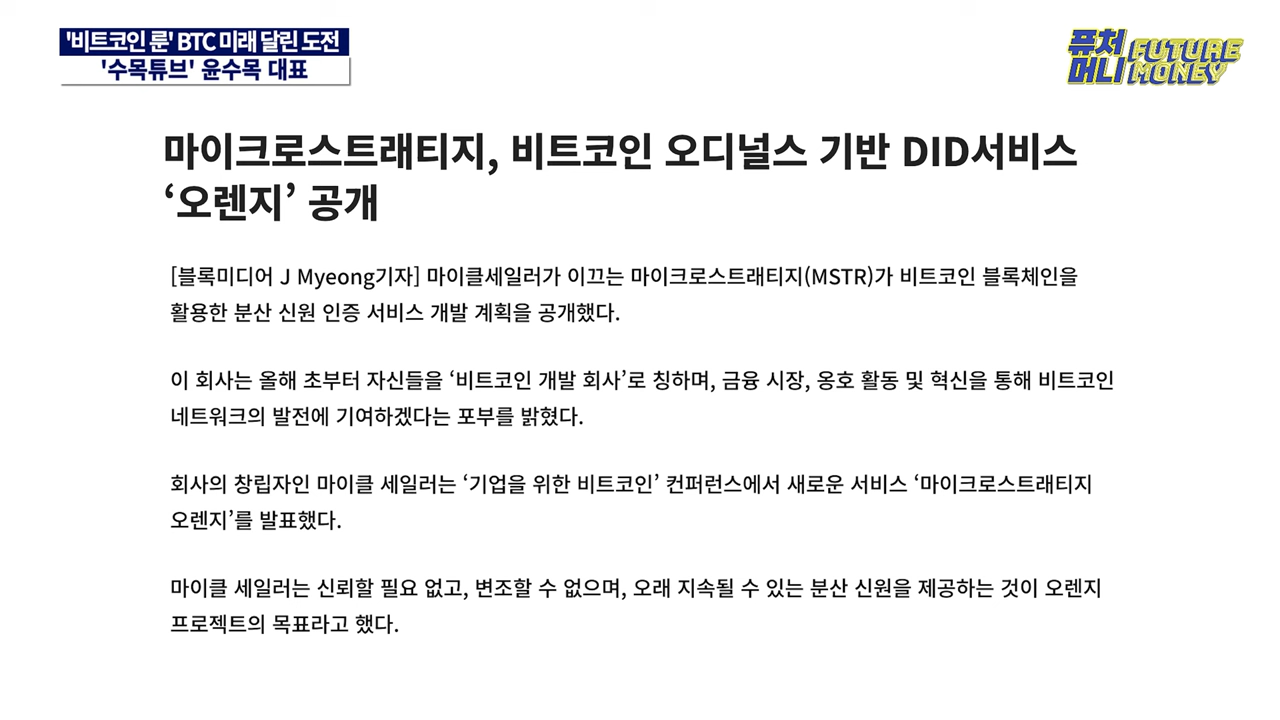 '비트코인 룬' BTC 미래 달린 도전
'수목튜브' 윤수목 대표
퓨처 FUTURE
머니 MONEY
마이크로스트래티지, 비트코인 오디널스 기반 DID서비스
‘오렌지’ 공개
[블록미디어 J Myeong기자] 마이클세일러가 이끄는 마이크로스트래티지(MSTR)가 비트코인 블록체인을
활용한 분산 신원 인증 서비스 개발 계획을 공개했다.
이 회사는 올해 초부터 자신들을 ‘비트코인 개발 회사’로 칭하며, 금융 시장, 옹호 활동 및 혁신을 통해 비트코인
네트워크의 발전에 기여하겠다는 포부를 밝혔다.
회사의 창립자인 마이클 세일러는 ‘기업을 위한 비트코인’ 컨퍼런스에서 새로운 서비스 ‘마이크로스트래티지
오렌지’를 발표했다.
마이클 세일러는 신뢰할 필요 없고, 변조할 수 없으며, 오래 지속될 수 있는 분산 신원을 제공하는 것이 오렌지
프로젝트의 목표라고 했다.